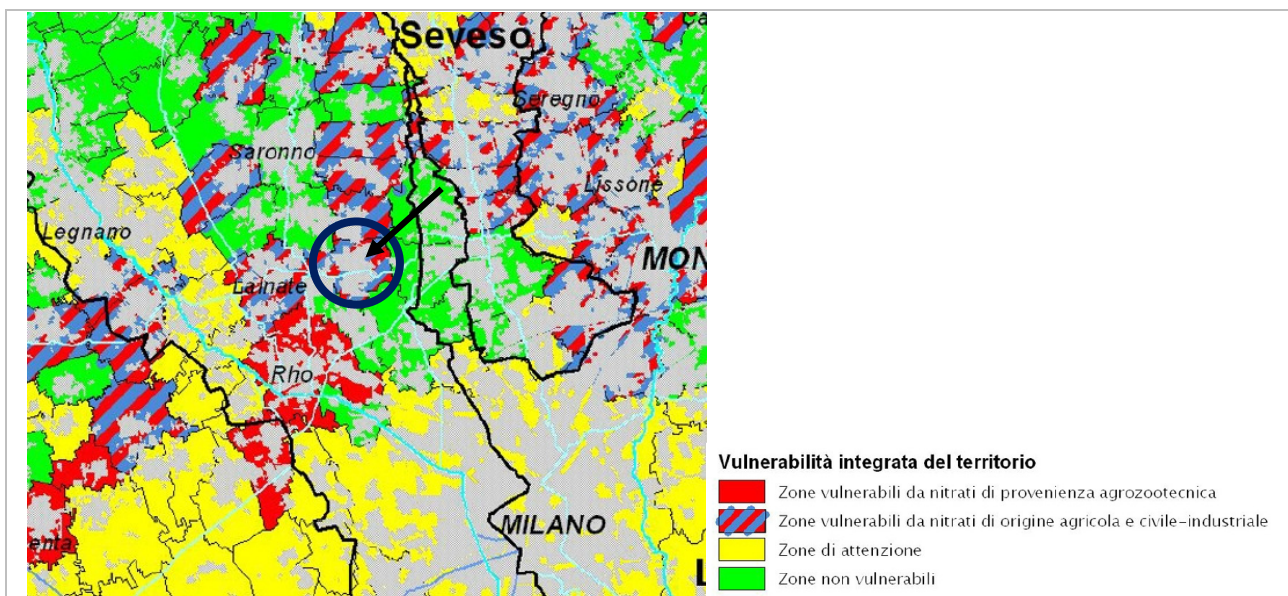 Seveso
Seregno
Saronno
Lissone
Legnano
MON
Lainate
Rho
MILANO
enta
L
Vulnerabilità integrata del territorio
Zone vulnerabili da nitrati di provenienza agrozootecnica
Zone vulnerabili da nitrati di origine agricola e civile-industriale
Zone di attenzione
Zone non vulnerabili